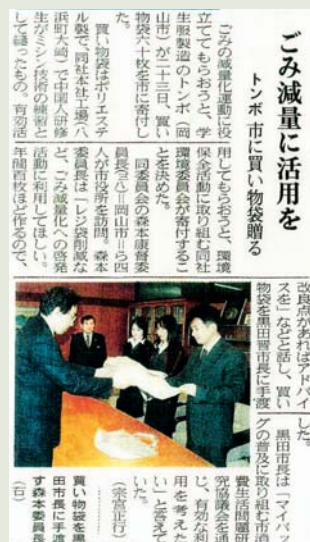 ごみ減量に活用を
トンボ 市に買い物袋贈る
ごみの減量化運動に役
立ててもらおうと、学
生服製造のトンボ(岡
山市)が二十三日、買い
物袋六十枚を市に寄付し
た。
買い物袋はポリエステ
ル製で、同社本社工場(八
浜町大崎)で中国人研修
生がミシン技術の練習と
して縫ったもの。有効活
用してもらおうと、環境
保全活動に取り組む同社
環境委員会が寄付するこ
とを決めた。
同委員会の森本康督委
員長=岡山市=ら四
人が市役所を訪問。森本
委員長は「レジ袋削減な
ど、ごみ減量化への啓発
活動に利用してほしい。
年間百枚ほど作るので、
改良点があればアドバイ
スを」などと話し、買い
物袋を黒田晋市長に手渡
した。
黒田市長は「マイバッ
グの普及に取り組む市消
費生活問題研
究協議会を通
じ、有効な利
用を考えた
い」と答えて
いた。
(宗宮正行)
買い物袋を黒
田市長に手渡
す森本委員長
(右)